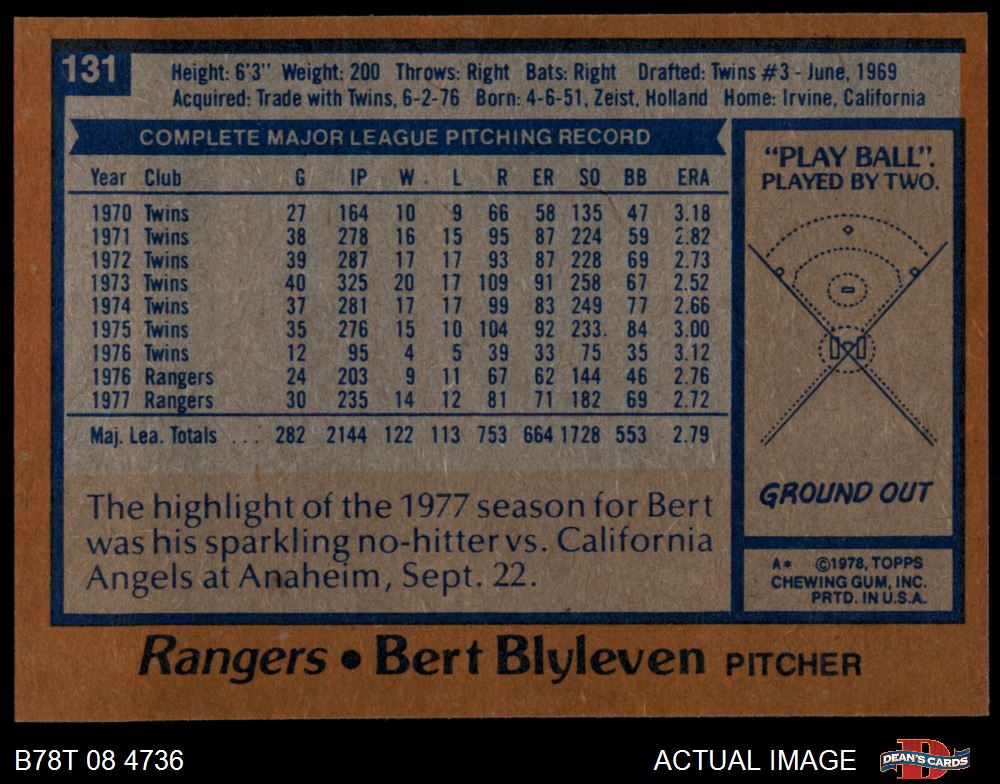 131
Height: 6'3" Weight: 200 Throws: Right Bats: Right Drafted: Twins #3 - June, 1969
Acquired: Trade with Twins, 6-2-76 Born: 4-6-51, Zeist, Holland Home: Irvine, California
COMPLETE MAJOR LEAGUE PITCHING RECORD
Year Club G IP W L R ER SO BB ERA
1970 Twins 27 164 10 9 66 58 135 47 3.18
1971 Twins 38 278 16 15 95 87 224 59 2.82
1972 Twins 39 287 17 17 93 87 228 69 2.73
1973 Twins 40 325 20 17 109 91 258 67 2.52
1974 Twins 37 281 17 17 99 83 249 77 2.66
1975 Twins 35 276 15 10 104 92 233 84 3.00
1976 Twins 12 95 4 5 39 33 75 35 3.12
1976 Rangers 24 203 9 11 67 62 144 46 2.76
1977 Rangers 30 235 14 12 81 71 182 69 2.72
Maj. Lea. Totals ... 282 2144 122 113 753 664 1728 553 2.79
The highlight of the 1977 season for Bert
was his sparkling no-hitter vs. California
Angels at Anaheim, Sept. 22.
"PLAY BALL".
PLAYED BY TWO.
GROUND OUT
A* ©1978, TOPPS
CHEWING GUM, INC.
PRTD. IN U.S.A.
Rangers • Bert Blyleven PITCHER
B78T 08 4736
ACTUAL IMAGE
DEAN'S CARDS